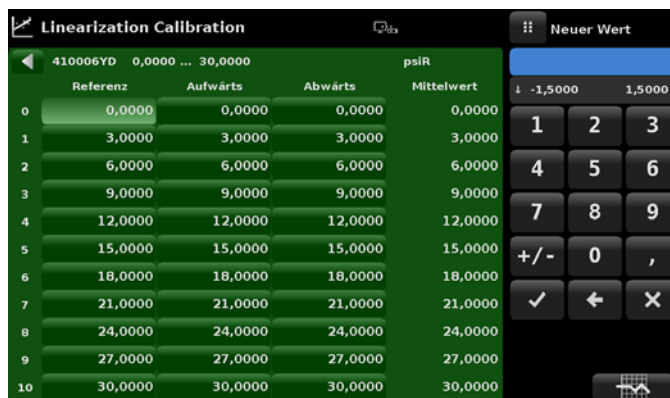 Linearization Calibration
Neuer Wert
410006YD 0,0000 ... 30,0000 psiR
↓ -1,5000 1,5000
Referenz Aufwärts Abwärts Mittelwert
0 0,0000 0,0000 0,0000 0,0000
1 3,0000 3,0000 3,0000 3,0000
2 6,0000 6,0000 6,0000 6,0000
3 9,0000 9,0000 9,0000 9,0000
4 12,0000 12,0000 12,0000 12,0000
5 15,0000 15,0000 15,0000 15,0000
6 18,0000 18,0000 18,0000 18,0000
7 21,0000 21,0000 21,0000 21,0000
8 24,0000 24,0000 24,0000 24,0000
9 27,0000 27,0000 27,0000 27,0000
10 30,0000 30,0000 30,0000 30,0000
1 2 3
4 5 6
7 8 9
+/- 0 ,